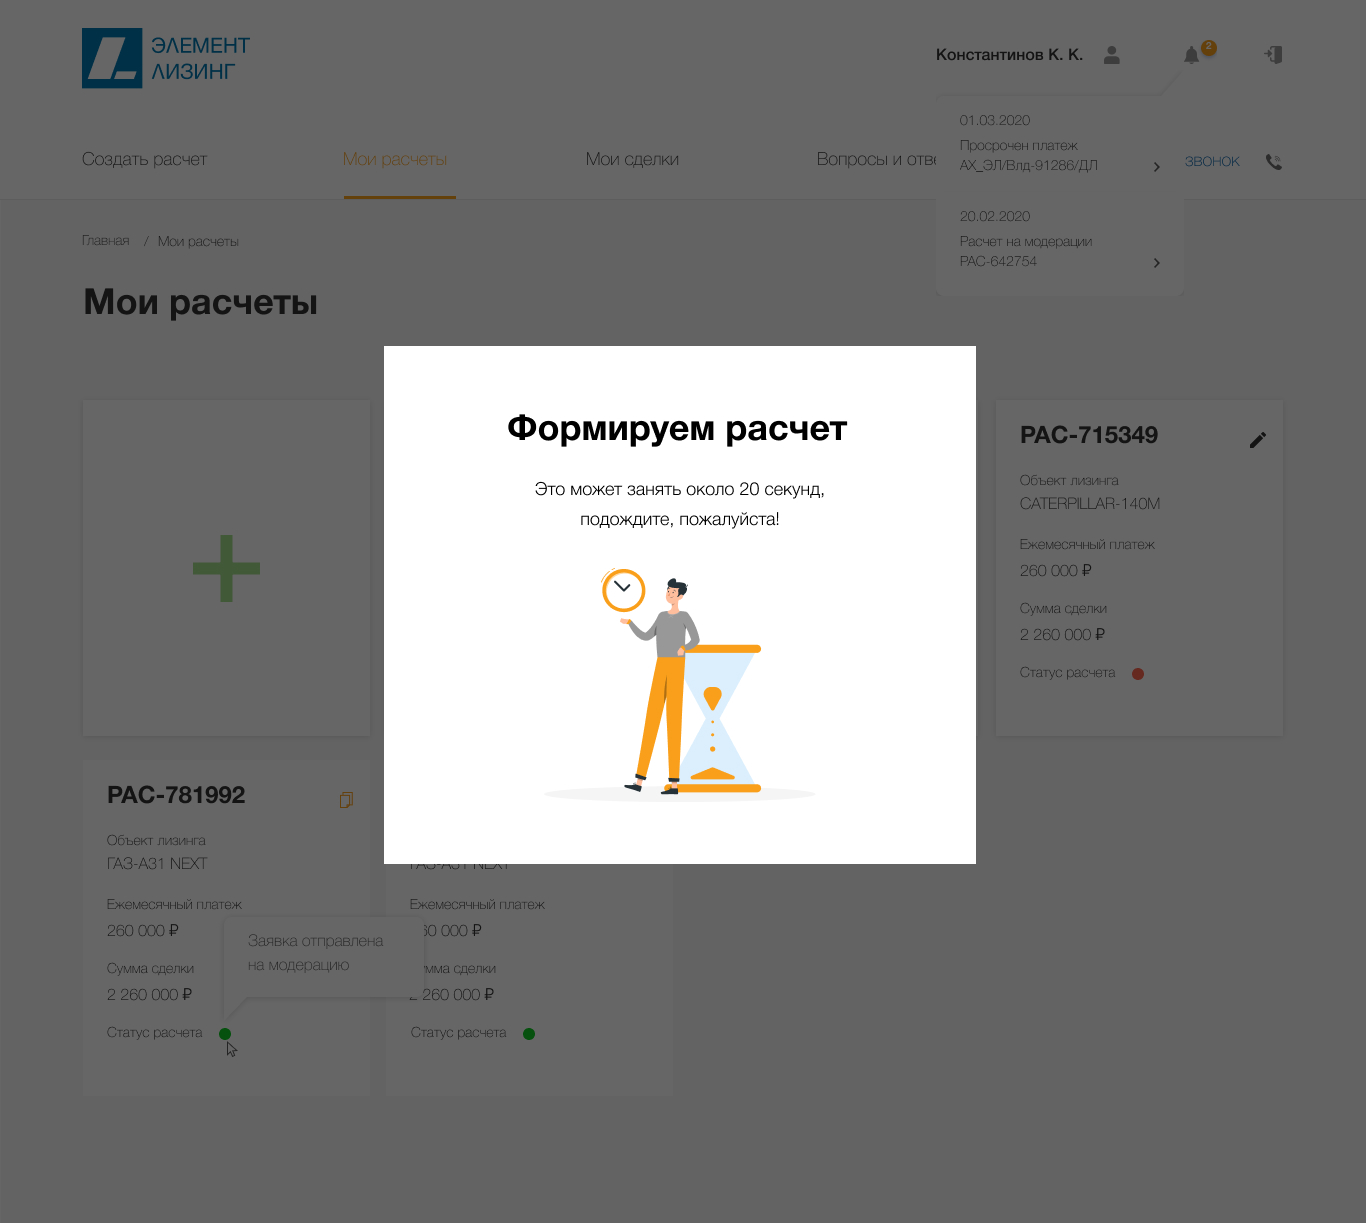 ЭЛЕМЕНТ
ЛИЗИНГ
Константинов К. К.
2
Создать расчет
Мои расчеты
Мои сделки
Вопросы и отве
звонок
01.03.2020
Просрочен платеж
АХ_ЭЛ/Влд-91286/ДЛ
20.02.2020
Расчет на модерации
РАС-642754
Главная / Мои расчеты
Мои расчеты
Формируем расчет
Это может занять около 20 секунд,
подождите, пожалуйста!
РАС-715349
Объект лизинга
CATERPILLAR-140M
Ежемесячный платеж
260 000 ₽
Сумма сделки
2 260 000 ₽
Статус расчета
РАС-781992
Объект лизинга
ГАЗ-А31 NEXT
Ежемесячный платеж
260 000 ₽
Сумма сделки
2 260 000 ₽
Статус расчета
Заявка отправлена
на модерацию
ГАЗ-А31 NEXT
Ежемесячный платеж
60 000 ₽
мма сделки
2 260 000 ₽
Статус расчета